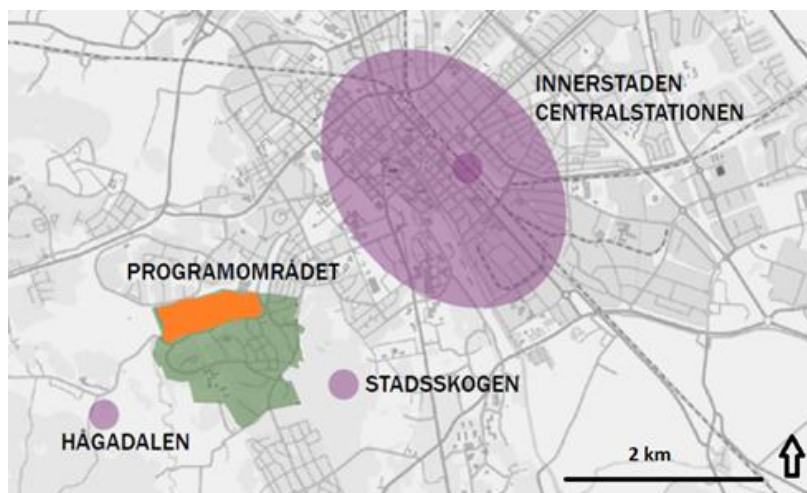 INNERSTADEN
CENTRALSTATIONEN
PROGRAMOMRÅDET
STADSSKOGEN
HÅGADALEN
2 km